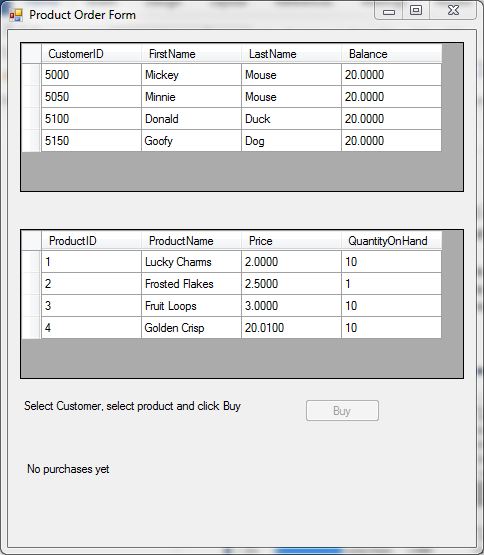 Product Order Form
CustomerID FirstName LastName Balance
5000 Mickey Mouse 20.0000
5050 Minnie Mouse 20.0000
5100 Donald Duck 20.0000
5150 Goofy Dog 20.0000
ProductID ProductName Price QuantityOnHand
1 Lucky Charms 2.0000 10
2 Frosted Flakes 2.5000 1
3 Fruit Loops 3.0000 10
4 Golden Crisp 20.0100 10
Select Customer, select product and click Buy Buy
No purchases yet